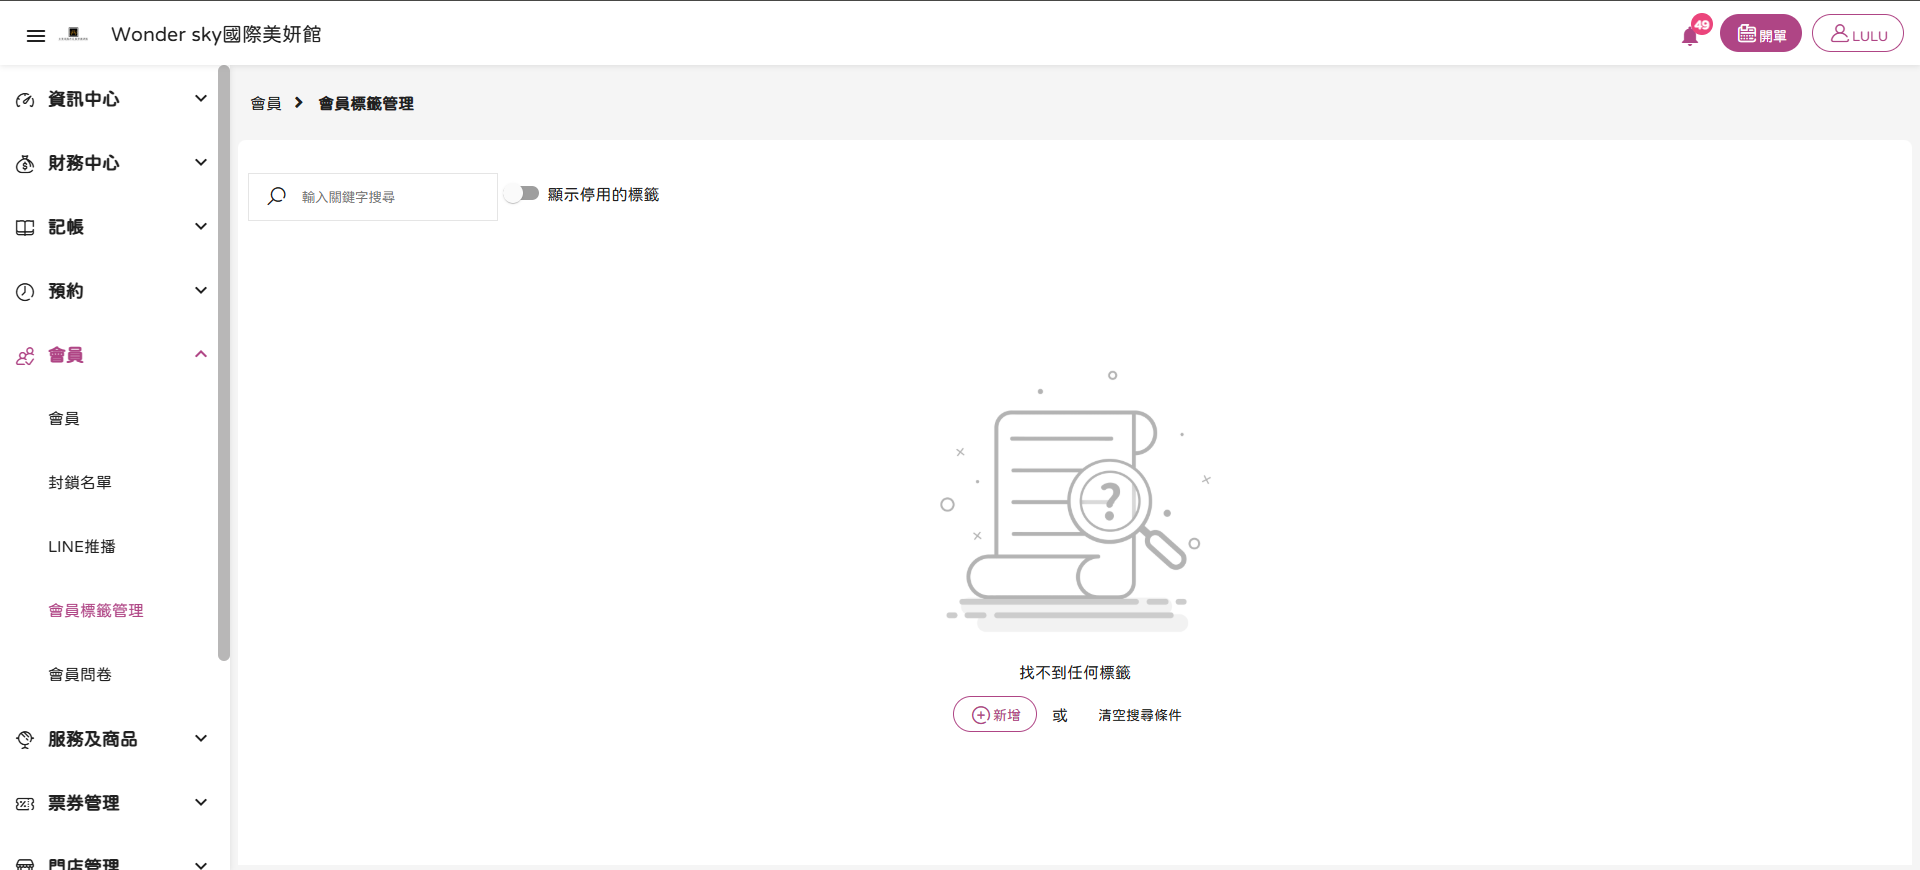 Wonder sky國際美妍館
49
開單
LULU
資訊中心
財務中心
記帳
預約
會員
會員
封鎖名單
LINE推播
會員標籤管理
會員問卷
服務及商品
票券管理
門店管理
會員 會員標籤管理
輸入關鍵字搜尋
顯示停用的標籤
?
找不到任何標籤
新增 或 清空搜尋條件